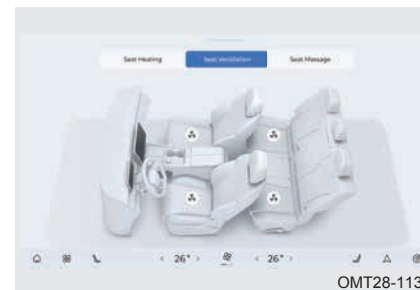 Seat Heating Seat Ventilation Seat Massage
< 26° > < 26° >
OMT28-113